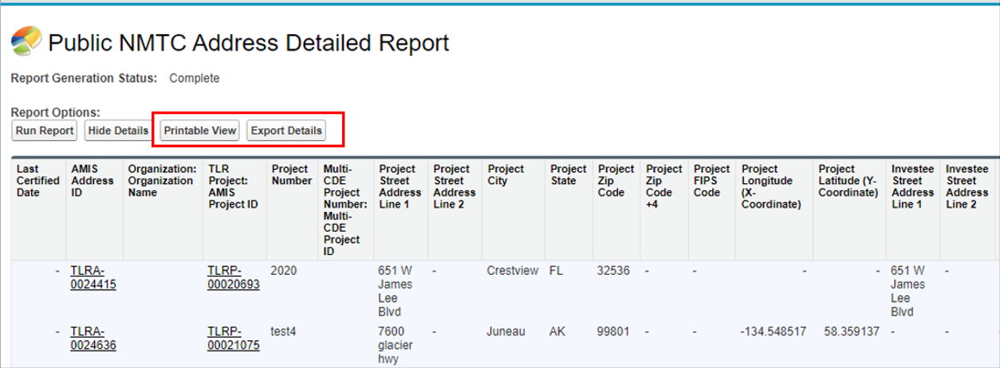 Public NMTC Address Detailed Report
Report Generation Status: Complete
Report Options:
Run Report Hide Details Printable View Export Details
Last Certified Date
AMIS Address ID
Organization: Organization Name
TLR Project: AMIS Project ID
Project Number
Multi-CDE Project Number: Multi-CDE Project ID
Project Street Address Line 1
Project Street Address Line 2
Project City
Project State
Project Zip Code
Project Zip Code +4
Project FIPS Code
Project Longitude (X-Coordinate)
Project Latitude (Y-Coordinate)
Investee Street Address Line 1
Investee Street Address Line 2
- TLRA-0024415 TLRP-00020693 2020 651 W James Lee Blvd - Crestview FL 32536 - - - - 651 W James Lee Blvd -
- TLRA-0024636 TLRP-00021075 test4 7600 glacier hwy - Juneau AK 99801 - - -134.548517 58.359137 - -